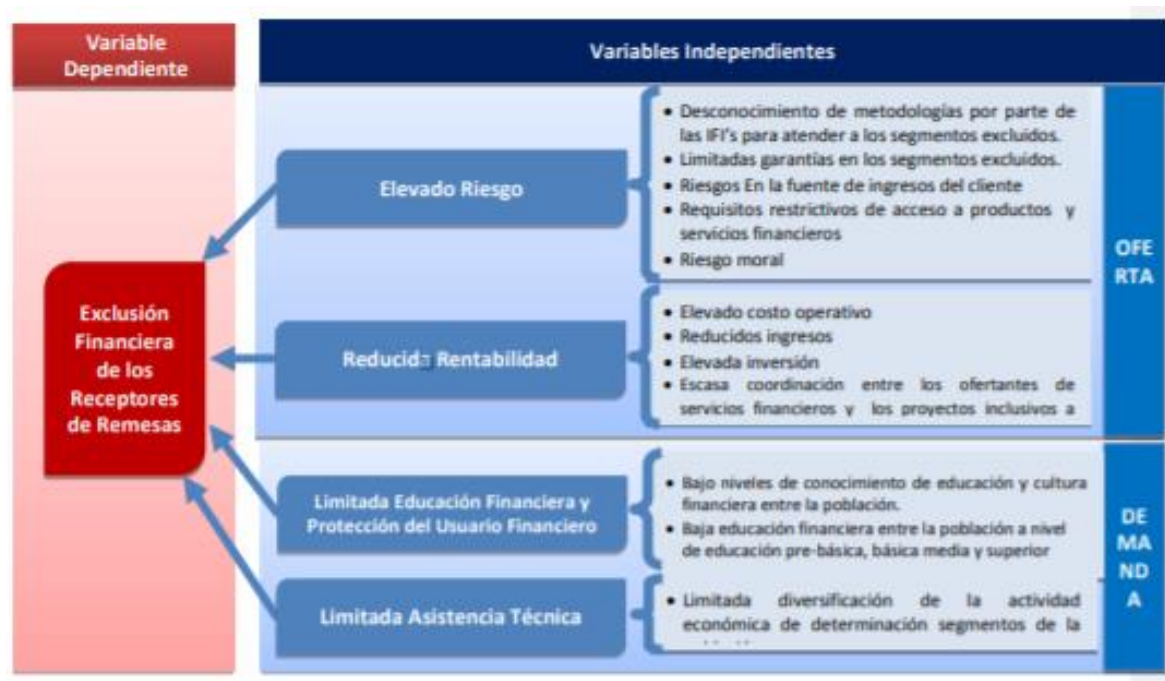 Variable
Dependiente
Variables Independientes
Exclusión
Financiera
de los
Receptores
de Remesas
Elevado Riesgo
• Desconocimiento de metodologías por parte de
las IFI's para atender a los segmentos excluidos.
• Limitadas garantías en los segmentos excluidos.
• Riesgos En la fuente de ingresos del cliente
• Requisitos restrictivos de acceso a productos y
servicios financieros
• Riesgo moral
Reducida Rentabilidad
• Elevado costo operativo
• Reducidos ingresos
• Elevada inversión
• Escasa coordinación entre los ofertantes de
servicios financieros y los proyectos inclusivos a
OFE
RTA
Limitada Educación Financiera y
Protección del Usuario Financiero
• Bajo niveles de conocimiento de educación y cultura
financiera entre la población.
• Baja educación financiera entre la población a nivel
de educación pre-básica, básica media y superior
Limitada Asistencia Técnica
• Limitada diversificación de la actividad
económica de determinación segmentos de la
DE
MA
ND
A